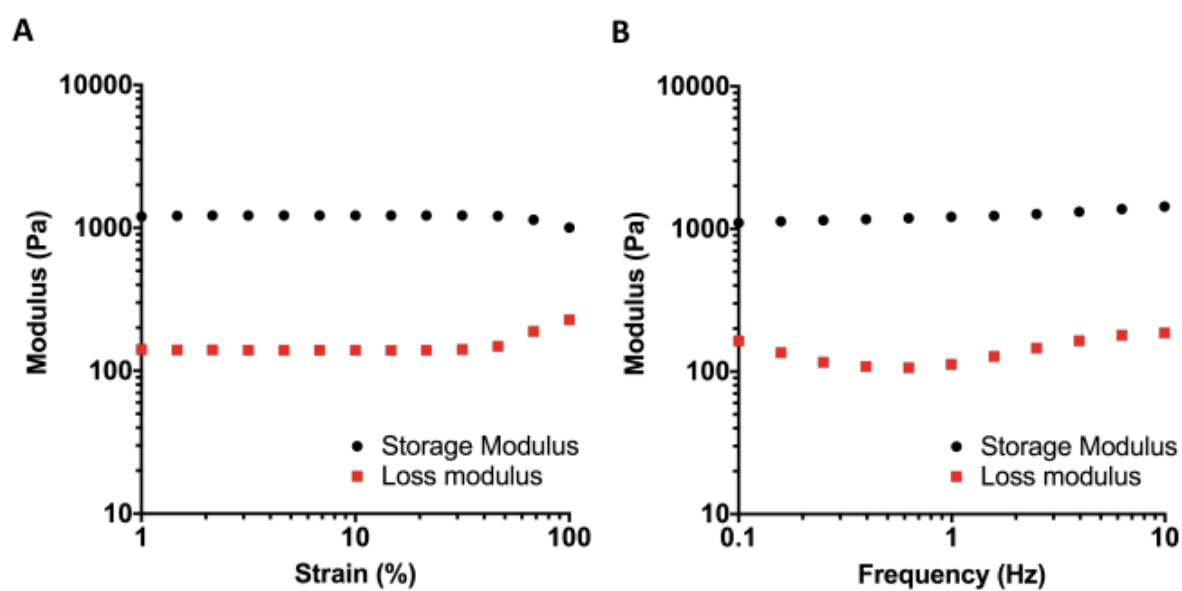 A
B
10000
1000
100
10
Modulus (Pa)
Storage Modulus
Loss modulus
1
10
100
Strain (%)
10000
1000
100
10
Modulus (Pa)
Storage Modulus
Loss modulus
0.1
1
10
Frequency (Hz)